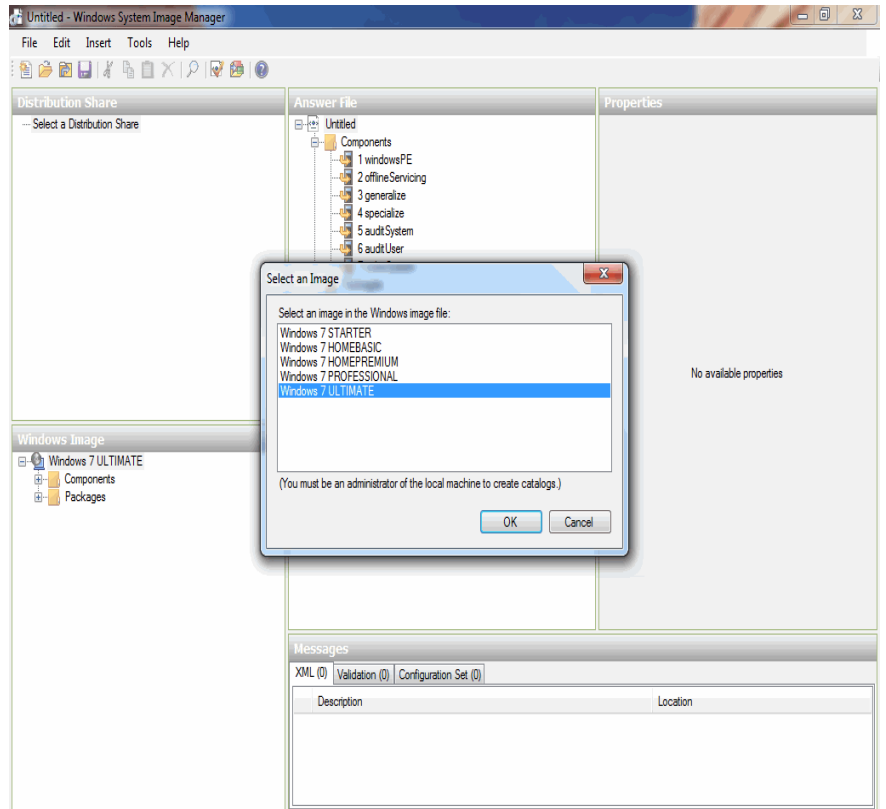 Untitled - Windows System Image Manager
File Edit Insert Tools Help
Distribution Share
Select a Distribution Share
Answer File
Untitled
Components
1 windowsPE
2 offlineServicing
3 generalize
4 specialize
5 auditSystem
6 auditUser
Properties
No available properties
Select an Image
Select an image in the Windows image file:
Windows 7 STARTER
Windows 7 HOMEBASIC
Windows 7 HOMEPREMIUM
Windows 7 PROFESSIONAL
Windows 7 ULTIMATE
(You must be an administrator of the local machine to create catalogs.)
OK Cancel
Windows Image
Windows 7 ULTIMATE
Components
Packages
Messages
XML (0) Validation (0) Configuration Set (0)
Description Location